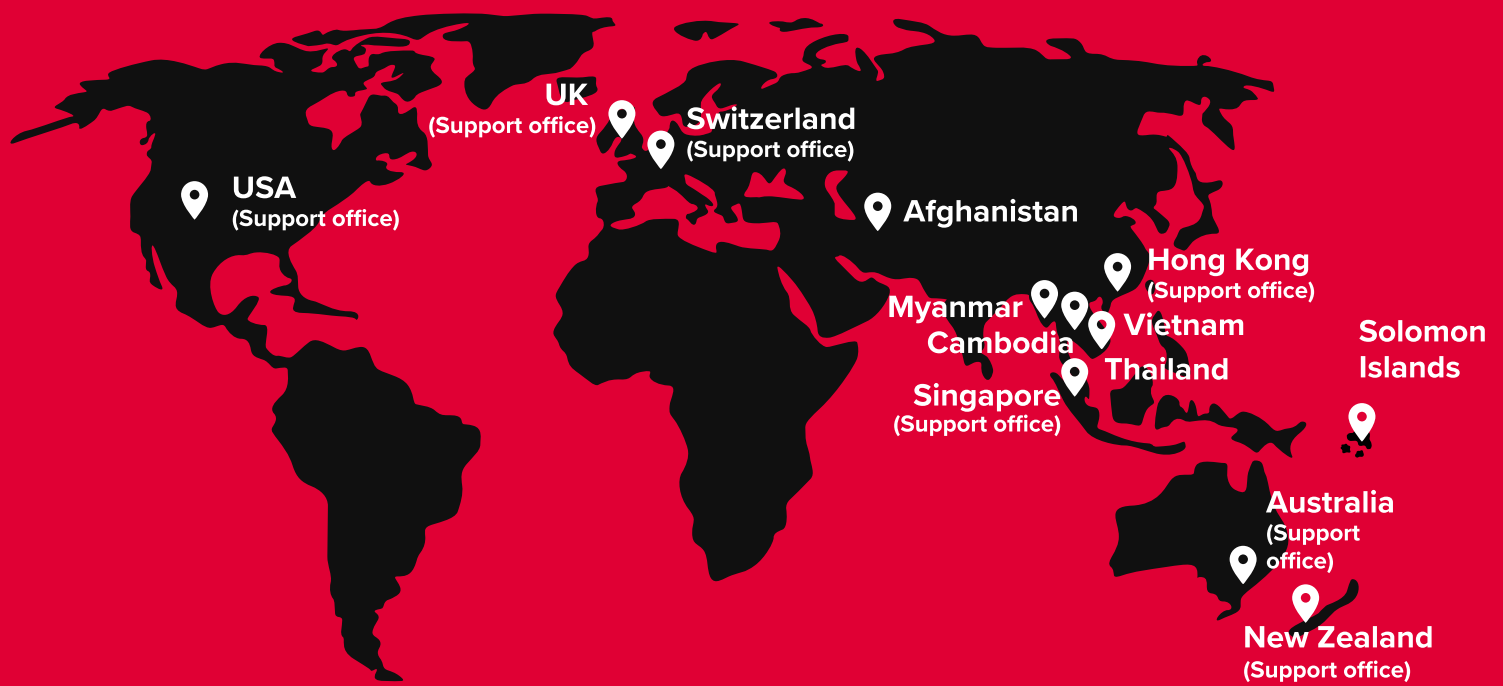 UK
(Support office)
Switzerland
(Support office)
USA
(Support office)
Afghanistan
Hong Kong
(Support office)
Myanmar
Vietnam
Cambodia
Solomon
Islands
Thailand
Singapore
(Support office)
Australia
(Support
office)
New Zealand
(Support office)